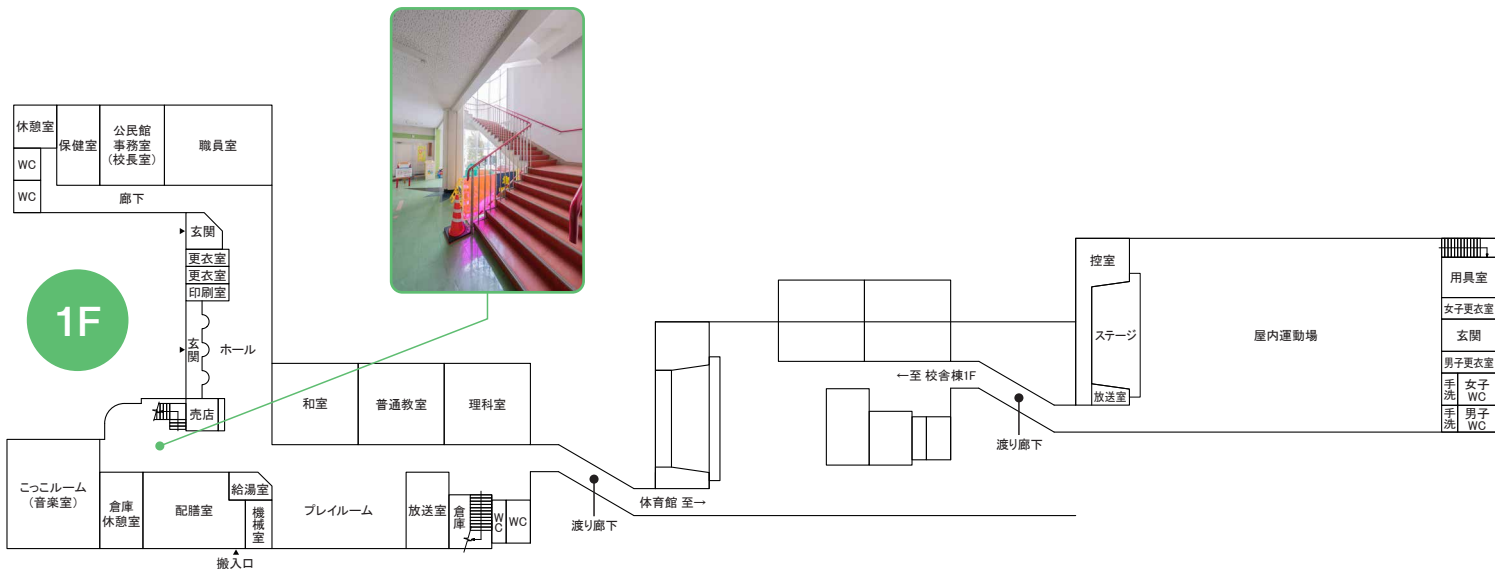 休憩室
保健室
公民館
事務室
(校長室)
職員室
WC
WC
廊下
玄関
更衣室
更衣室
印刷室
1F
玄関
ホール
売店
和室
普通教室
理科室
こっこルーム
(音楽室)
倉庫
休憩室
配膳室
給湯室
機械室
プレイルーム
放送室
倉庫
WC
WC
搬入口
体育館 至→
渡り廊下
←至 校舎棟1F
渡り廊下
控室
ステージ
放送室
屋内運動場
用具室
女子更衣室
玄関
男子更衣室
手洗
女子
WC
手洗
男子
WC